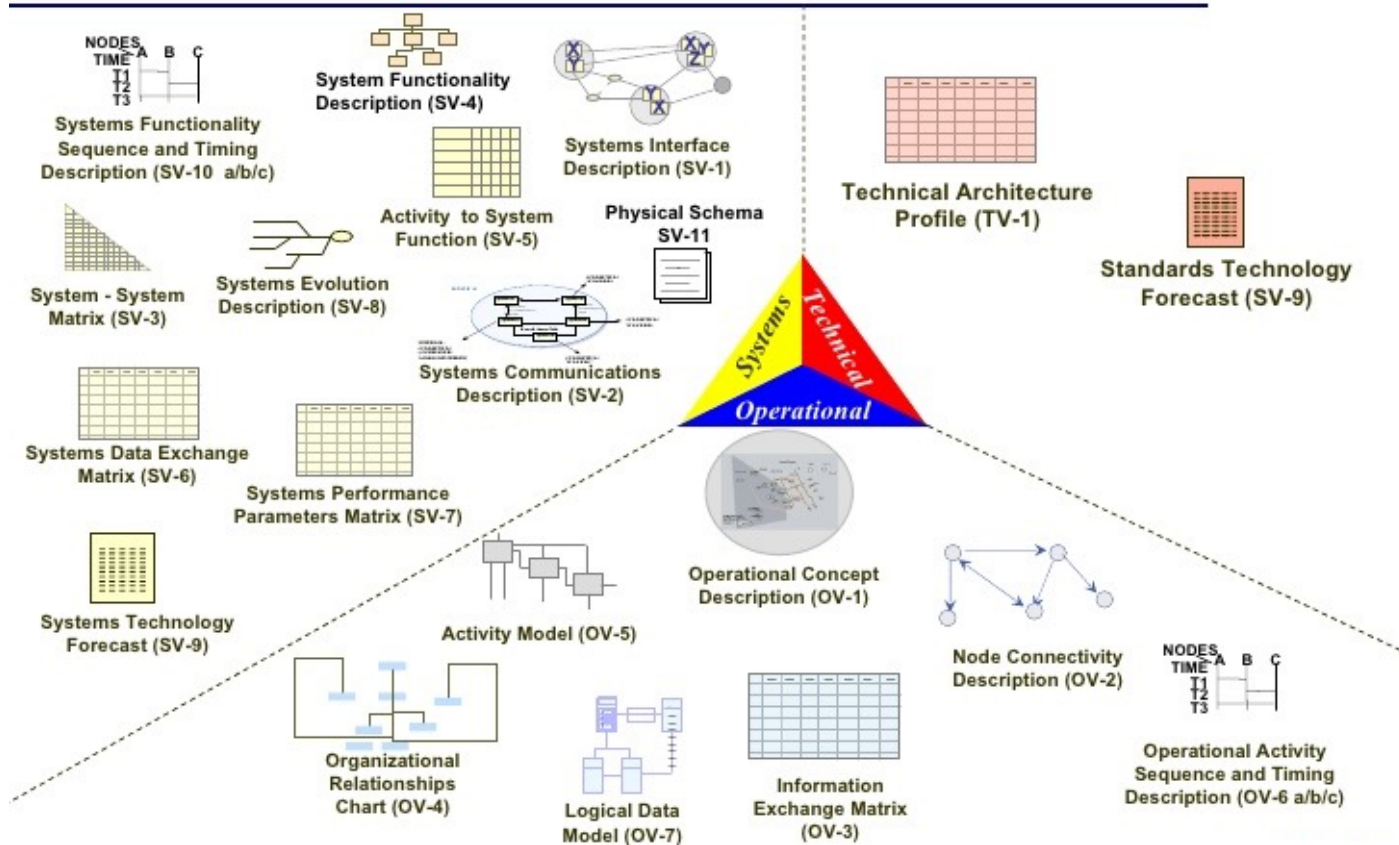 NODES
TIME
A B C
T1
T2
T3
Systems Functionality
Sequence and Timing
Description (SV-10 a/b/c)
System Functionality
Description (SV-4)
X
Y
X
Y
Z
Y
X
Systems Interface
Description (SV-1)
Activity to System
Function (SV-5)
Physical Schema
SV-11
System - System
Matrix (SV-3)
Systems Evolution
Description (SV-8)
Systems Communications
Description (SV-2)
Systems Data Exchange
Matrix (SV-6)
Systems Performance
Parameters Matrix (SV-7)
Systems Technology
Forecast (SV-9)
Technical Architecture
Profile (TV-1)
Standards Technology
Forecast (SV-9)
Systems
Technical
Operational
Operational Concept
Description (OV-1)
Activity Model (OV-5)
Node Connectivity
Description (OV-2)
NODES
TIME
A B C
T1
T2
T3
Operational Activity
Sequence and Timing
Description (OV-6 a/b/c)
Organizational
Relationships
Chart (OV-4)
Logical Data
Model (OV-7)
Information
Exchange Matrix
(OV-3)